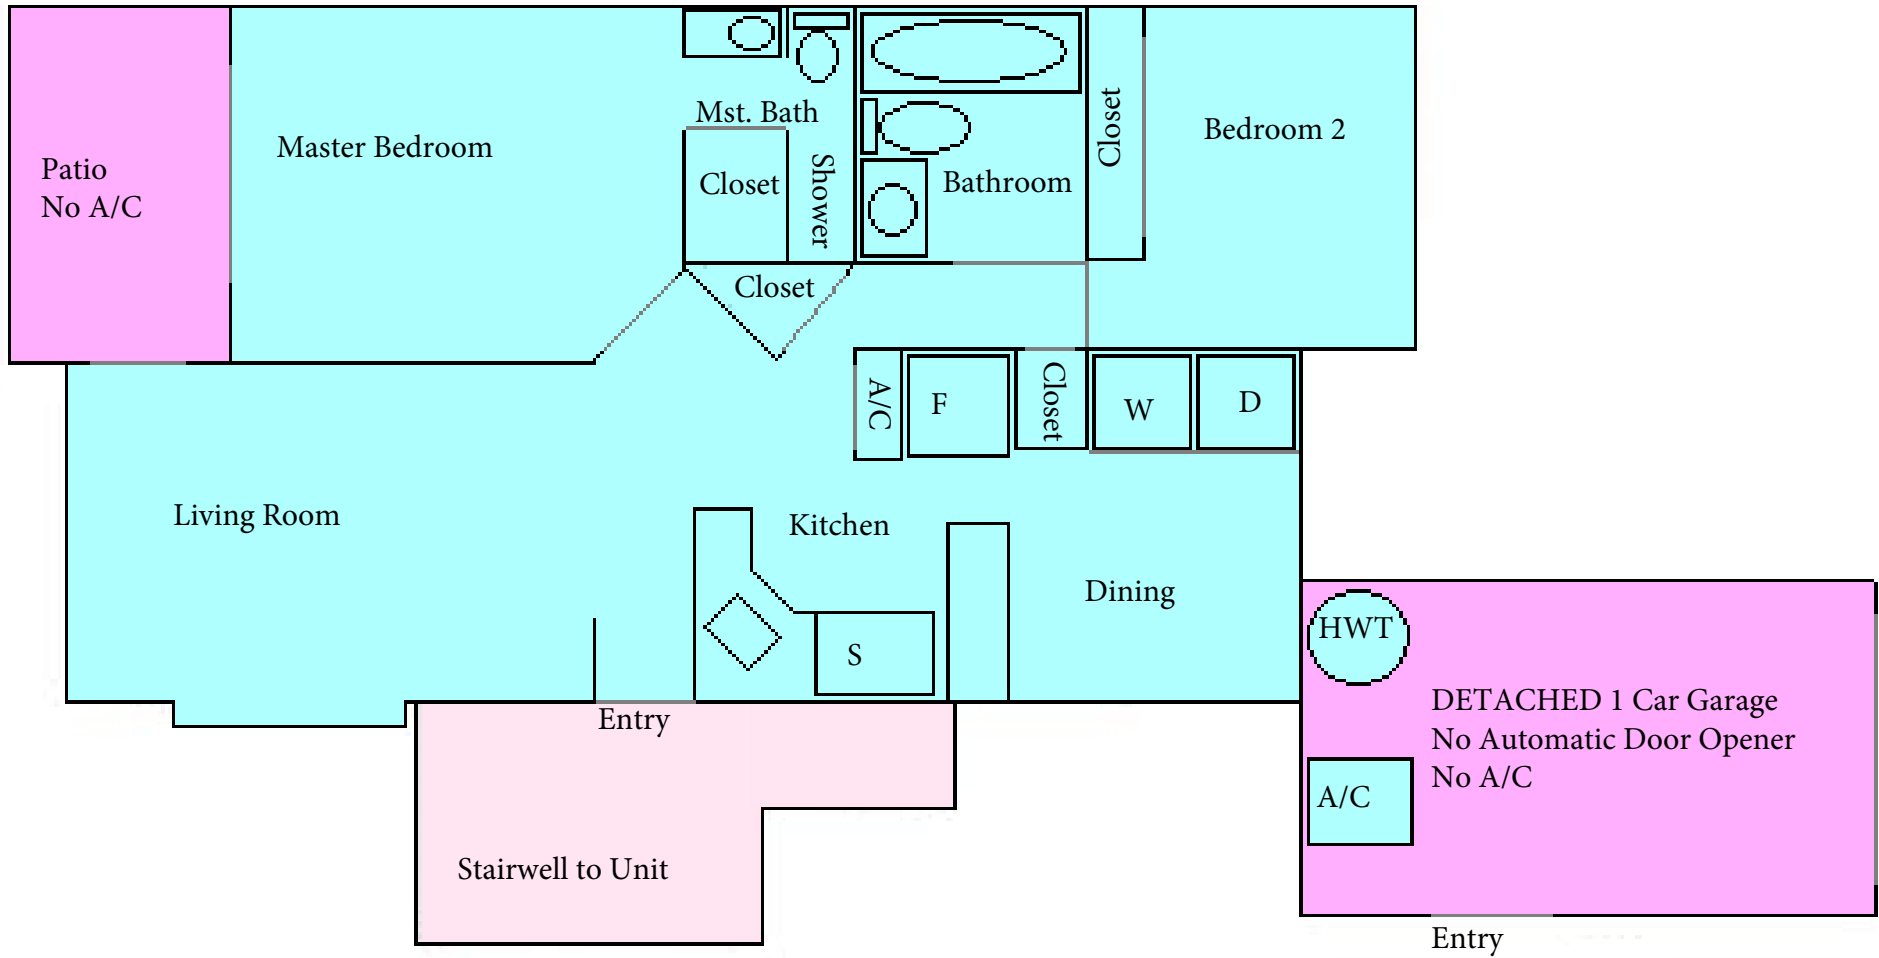 Patio
No A/C
Master Bedroom
Mst. Bath
Closet
Shower
Closet
Bathroom
Closet
Bedroom 2
A/C
F
Closet
W
D
Living Room
Kitchen
S
Dining
Entry
Stairwell to Unit
HWT
DETACHED 1 Car Garage
No Automatic Door Opener
No A/C
A/C
Entry